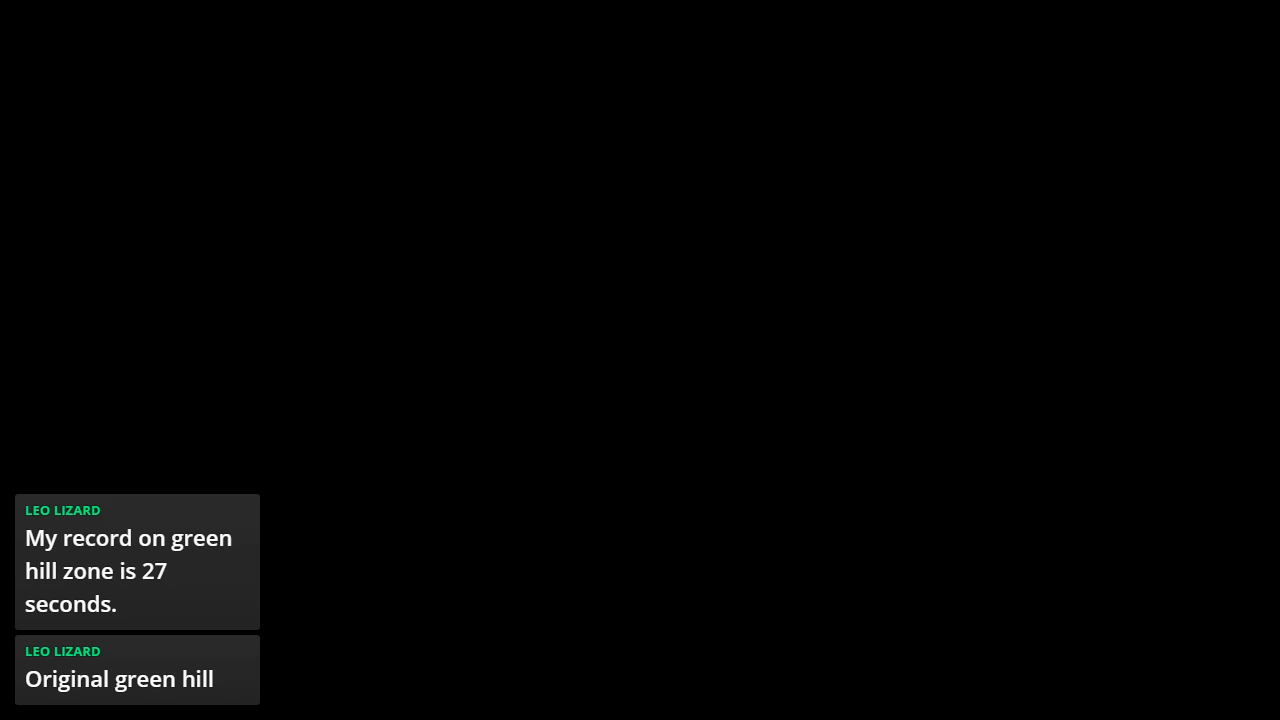 LEO LIZARD
My record on green
hill zone is 27
seconds.
LEO LIZARD
Original green hill